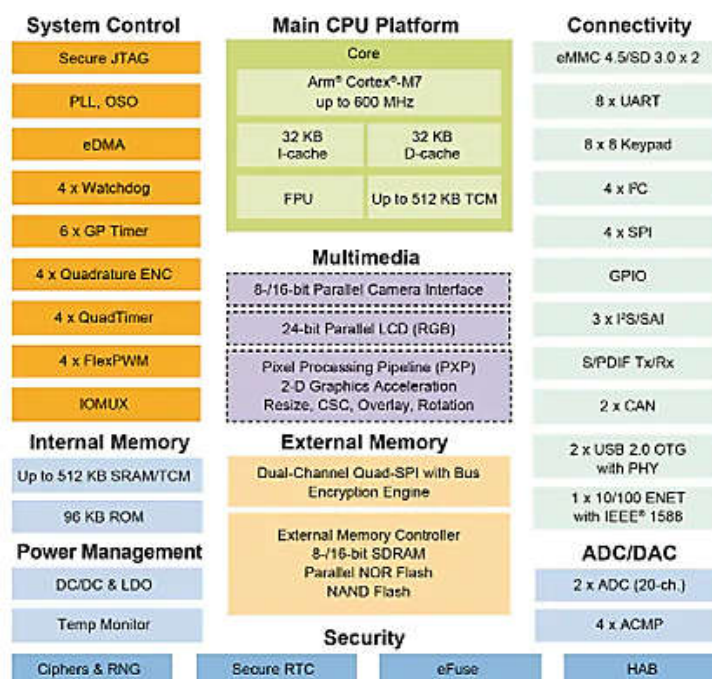 System Control
Secure JTAG
PLL, OSO
eDMA
4 x Watchdog
6 x GP Timer
4 x Quadrature ENC
4 x QuadTimer
4 x FlexPWM
IOMUX
Internal Memory
Up to 512 KB SRAM/TCM
96 KB ROM
Power Management
DC/DC & LDO
Temp Monitor
Main CPU Platform
Core
Arm® Cortex®-M7
up to 600 MHz
32 KB
I-cache
32 KB
D-cache
FPU
Up to 512 KB TCM
Multimedia
8-/16-bit Parallel Camera Interface
24-bit Parallel LCD (RGB)
Pixel Processing Pipeline (PXP)
2-D Graphics Acceleration
Resize, CSC, Overlay, Rotation
External Memory
Dual-Channel Quad-SPI with Bus
Encryption Engine
External Memory Controller
8-/16-bit SDRAM
Parallel NOR Flash
NAND Flash
Connectivity
eMMC 4.5/SD 3.0 x 2
8 x UART
8 x 8 Keypad
4 x I²C
4 x SPI
GPIO
3 x I²S/SAI
S/PDIF Tx/Rx
2 x CAN
2 x USB 2.0 OTG
with PHY
1 x 10/100 ENET
with IEEE® 1588
ADC/DAC
2 x ADC (20-ch.)
4 x ACMP
Security
Ciphers & RNG
Secure RTC
eFuse
HAB